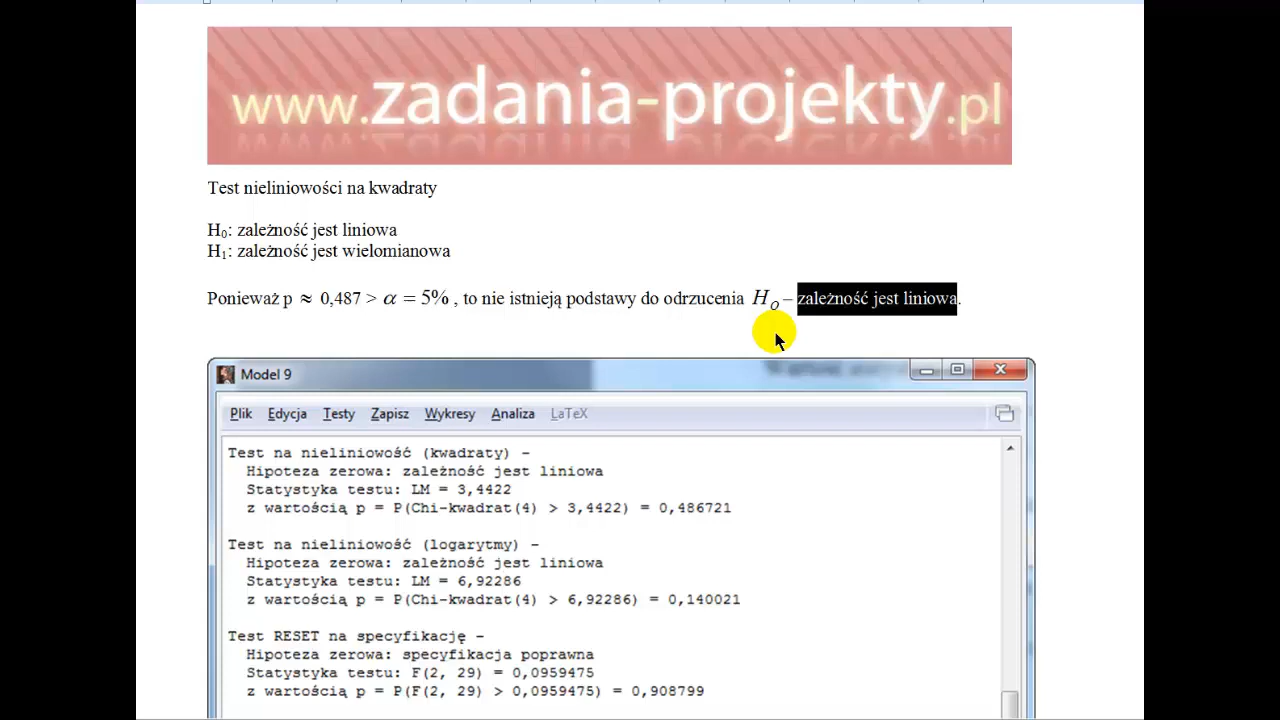 www.zadania-projekty.pl
Test nieliniowości na kwadraty
H₀: zależność jest liniowa
H₁: zależność jest wielomianowa
Ponieważ p ≈ 0,487 > α = 5% , to nie istnieją podstawy do odrzucenia H₀ – zależność jest liniowa.
Model 9
Plik Edycja Testy Zapisz Wykresy Analiza LaTeX
Test na nieliniowość (kwadraty) -
Hipoteza zerowa: zależność jest liniowa
Statystyka testu: LM = 3,4422
z wartością p = P(Chi-kwadrat(4) > 3,4422) = 0,486721
Test na nieliniowość (logarytmy) -
Hipoteza zerowa: zależność jest liniowa
Statystyka testu: LM = 6,92286
z wartością p = P(Chi-kwadrat(4) > 6,92286) = 0,140021
Test RESET na specyfikację -
Hipoteza zerowa: specyfikacja poprawna
Statystyka testu: F(2, 29) = 0,0959475
z wartością p = P(F(2, 29) > 0,0959475) = 0,908799